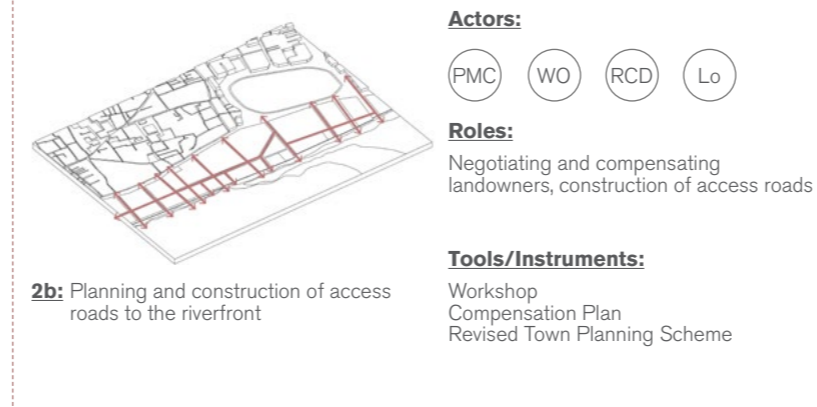 Actors:
PMC WO RCD Lo
Roles:
Negotiating and compensating
landowners, construction of access roads
Tools/Instruments:
Workshop
Compensation Plan
Revised Town Planning Scheme
2b: Planning and construction of access
roads to the riverfront